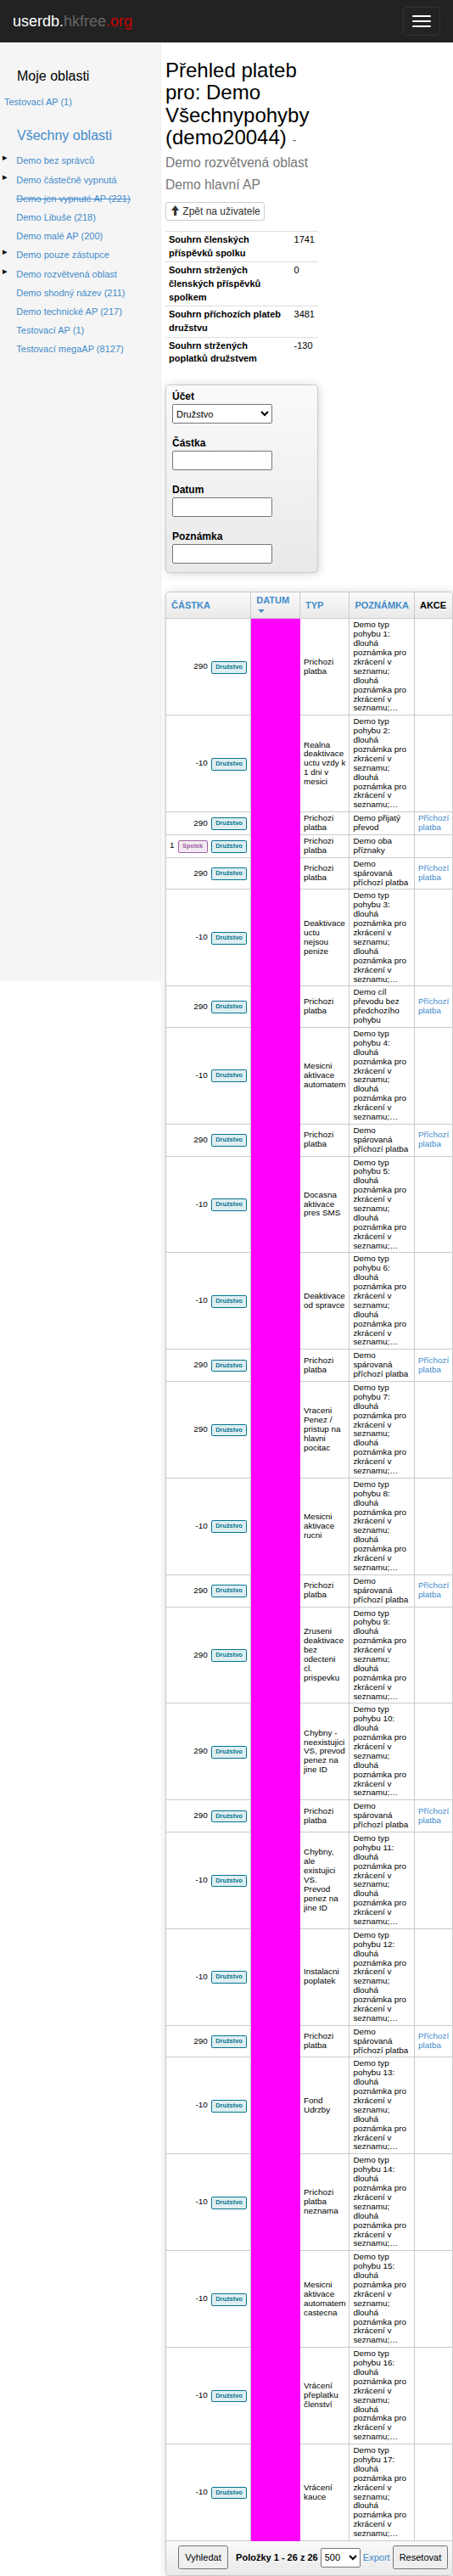 userdb.hkfree.org
Moje oblasti
Testovací AP (1)
Všechny oblasti
Demo bez správců
Demo částečně vypnutá
Demo jen vypnuté AP (221)
Demo Libuše (218)
Demo malé AP (200)
Demo pouze zástupce
Demo rozvětvená oblast
Demo shodný název (211)
Demo technické AP (217)
Testovací AP (1)
Testovací megaAP (8127)
Přehled plateb
pro: Demo
Všechnypohyby
(demo20044) -
Demo rozvětvená oblast
Demo hlavní AP
Zpět na uživatele
Souhrn členských příspěvků spolku 1741
Souhrn stržených členských příspěvků spolkem 0
Souhrn příchozích plateb družstvu 3481
Souhrn stržených poplatků družstvem -130
Účet
Družstvo
Částka
Datum
Poznámka
ČÁSTKA DATUM TYP POZNÁMKA AKCE
290 Družstvo Prichozi platba Demo typ pohybu 1: dlouhá poznámka pro zkrácení v seznamu; dlouhá poznámka pro zkrácení v seznamu;…
-10 Družstvo Realna deaktivace uctu vzdy k 1 dni v mesici Demo typ pohybu 2: dlouhá poznámka pro zkrácení v seznamu; dlouhá poznámka pro zkrácení v seznamu;…
290 Družstvo Prichozi platba Demo přijatý převod Příchozí platba
1 Spolek Družstvo Prichozi platba Demo oba příznaky
290 Družstvo Prichozi platba Demo spárovaná příchozí platba Příchozí platba
-10 Družstvo Deaktivace uctu nejsou penize Demo typ pohybu 3: dlouhá poznámka pro zkrácení v seznamu; dlouhá poznámka pro zkrácení v seznamu;…
290 Družstvo Prichozi platba Demo cíl převodu bez předchozího pohybu Příchozí platba
-10 Družstvo Mesicni aktivace automatem Demo typ pohybu 4: dlouhá poznámka pro zkrácení v seznamu; dlouhá poznámka pro zkrácení v seznamu;…
290 Družstvo Prichozi platba Demo spárovaná příchozí platba Příchozí platba
-10 Družstvo Docasna aktivace pres SMS Demo typ pohybu 5: dlouhá poznámka pro zkrácení v seznamu; dlouhá poznámka pro zkrácení v seznamu;…
-10 Družstvo Deaktivace od spravce Demo typ pohybu 6: dlouhá poznámka pro zkrácení v seznamu; dlouhá poznámka pro zkrácení v seznamu;…
290 Družstvo Prichozi platba Demo spárovaná příchozí platba Příchozí platba
290 Družstvo Vraceni Penez / pristup na hlavni pocitac Demo typ pohybu 7: dlouhá poznámka pro zkrácení v seznamu; dlouhá poznámka pro zkrácení v seznamu;…
-10 Družstvo Mesicni aktivace rucni Demo typ pohybu 8: dlouhá poznámka pro zkrácení v seznamu; dlouhá poznámka pro zkrácení v seznamu;…
290 Družstvo Prichozi platba Demo spárovaná příchozí platba Příchozí platba
290 Družstvo Zruseni deaktivace bez odecteni cl. prispevku Demo typ pohybu 9: dlouhá poznámka pro zkrácení v seznamu; dlouhá poznámka pro zkrácení v seznamu;…
290 Družstvo Chybny - neexistujici VS, prevod penez na jine ID Demo typ pohybu 10: dlouhá poznámka pro zkrácení v seznamu; dlouhá poznámka pro zkrácení v seznamu;…
290 Družstvo Prichozi platba Demo spárovaná příchozí platba Příchozí platba
-10 Družstvo Chybny, ale existujici VS. Prevod penez na jine ID Demo typ pohybu 11: dlouhá poznámka pro zkrácení v seznamu; dlouhá poznámka pro zkrácení v seznamu;…
-10 Družstvo Instalacni poplatek Demo typ pohybu 12: dlouhá poznámka pro zkrácení v seznamu; dlouhá poznámka pro zkrácení v seznamu;…
290 Družstvo Prichozi platba Demo spárovaná příchozí platba Příchozí platba
-10 Družstvo Fond Udrzby Demo typ pohybu 13: dlouhá poznámka pro zkrácení v seznamu; dlouhá poznámka pro zkrácení v seznamu;…
-10 Družstvo Prichozi platba neznama Demo typ pohybu 14: dlouhá poznámka pro zkrácení v seznamu; dlouhá poznámka pro zkrácení v seznamu;…
-10 Družstvo Mesicni aktivace automatem castecna Demo typ pohybu 15: dlouhá poznámka pro zkrácení v seznamu; dlouhá poznámka pro zkrácení v seznamu;…
-10 Družstvo Vrácení přeplatku členství Demo typ pohybu 16: dlouhá poznámka pro zkrácení v seznamu; dlouhá poznámka pro zkrácení v seznamu;…
-10 Družstvo Vrácení kauce Demo typ pohybu 17: dlouhá poznámka pro zkrácení v seznamu; dlouhá poznámka pro zkrácení v seznamu;…
Vyhledat Položky 1 - 26 z 26 500 Export Resetovat